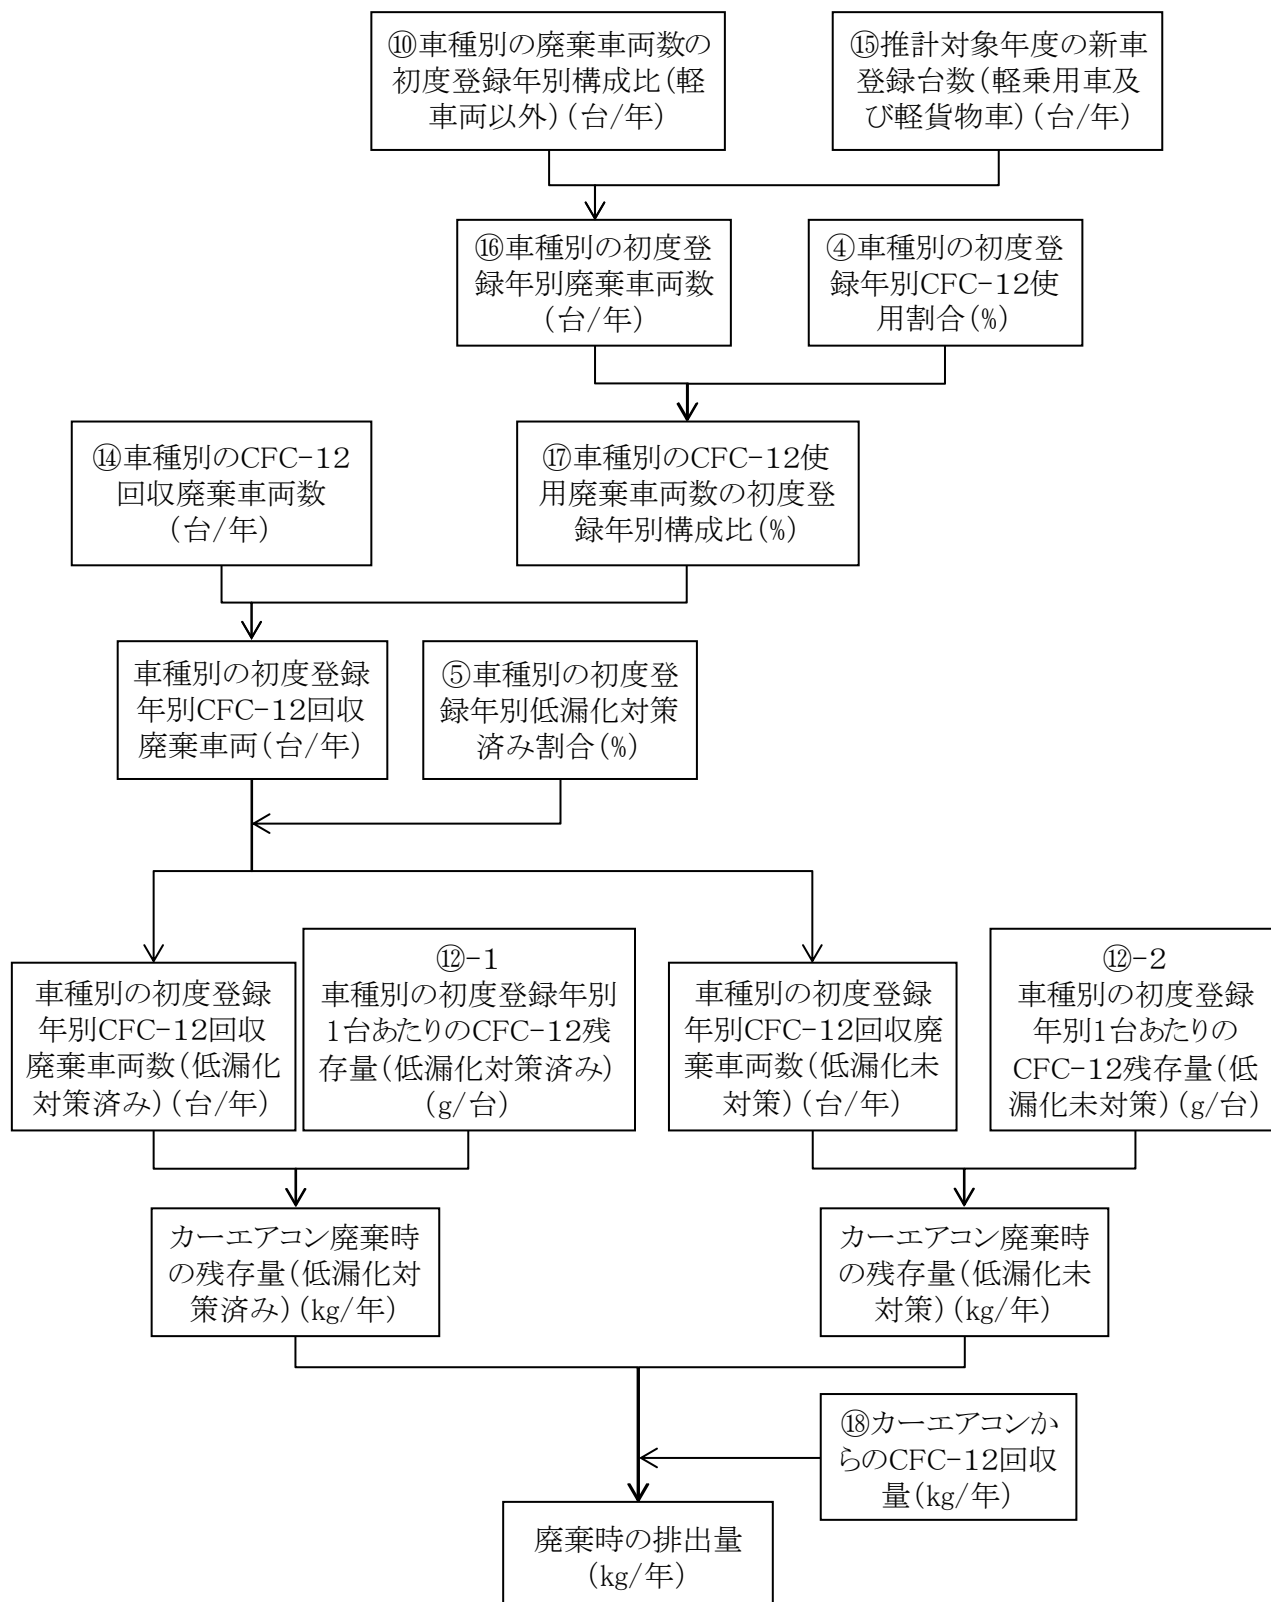 ⑩車種別の廃棄車両数の
初度登録年別構成比(軽
車両以外)(台/年)
⑮推計対象年度の新車
登録台数(軽乗用車及
び軽貨物車)(台/年)
⑯車種別の初度登
録年別廃棄車両数
(台/年)
④車種別の初度登
録年別CFC-12使
用割合(%)
⑭車種別のCFC-12
回収廃棄車両数
(台/年)
⑰車種別のCFC-12使
用廃棄車両数の初度登
録年別構成比(%)
車種別の初度登録
年別CFC-12回収
廃棄車両(台/年)
⑤車種別の初度登
録年別低漏化対策
済み割合(%)
車種別の初度登録
年別CFC-12回収
廃棄車両数(低漏化
対策済み)(台/年)
⑫-1
車種別の初度登録年別
1台あたりのCFC-12残
存量(低漏化対策済み)
(g/台)
車種別の初度登録
年別CFC-12回収廃
棄車両数(低漏化未
対策)(台/年)
⑫-2
車種別の初度登録
年別1台あたりの
CFC-12残存量(低
漏化未対策)(g/台)
カーエアコン廃棄時
の残存量(低漏化対
策済み)(kg/年)
カーエアコン廃棄時
の残存量(低漏化未
対策)(kg/年)
⑱カーエアコンか
らのCFC-12回収
量(kg/年)
廃棄時の排出量
(kg/年)